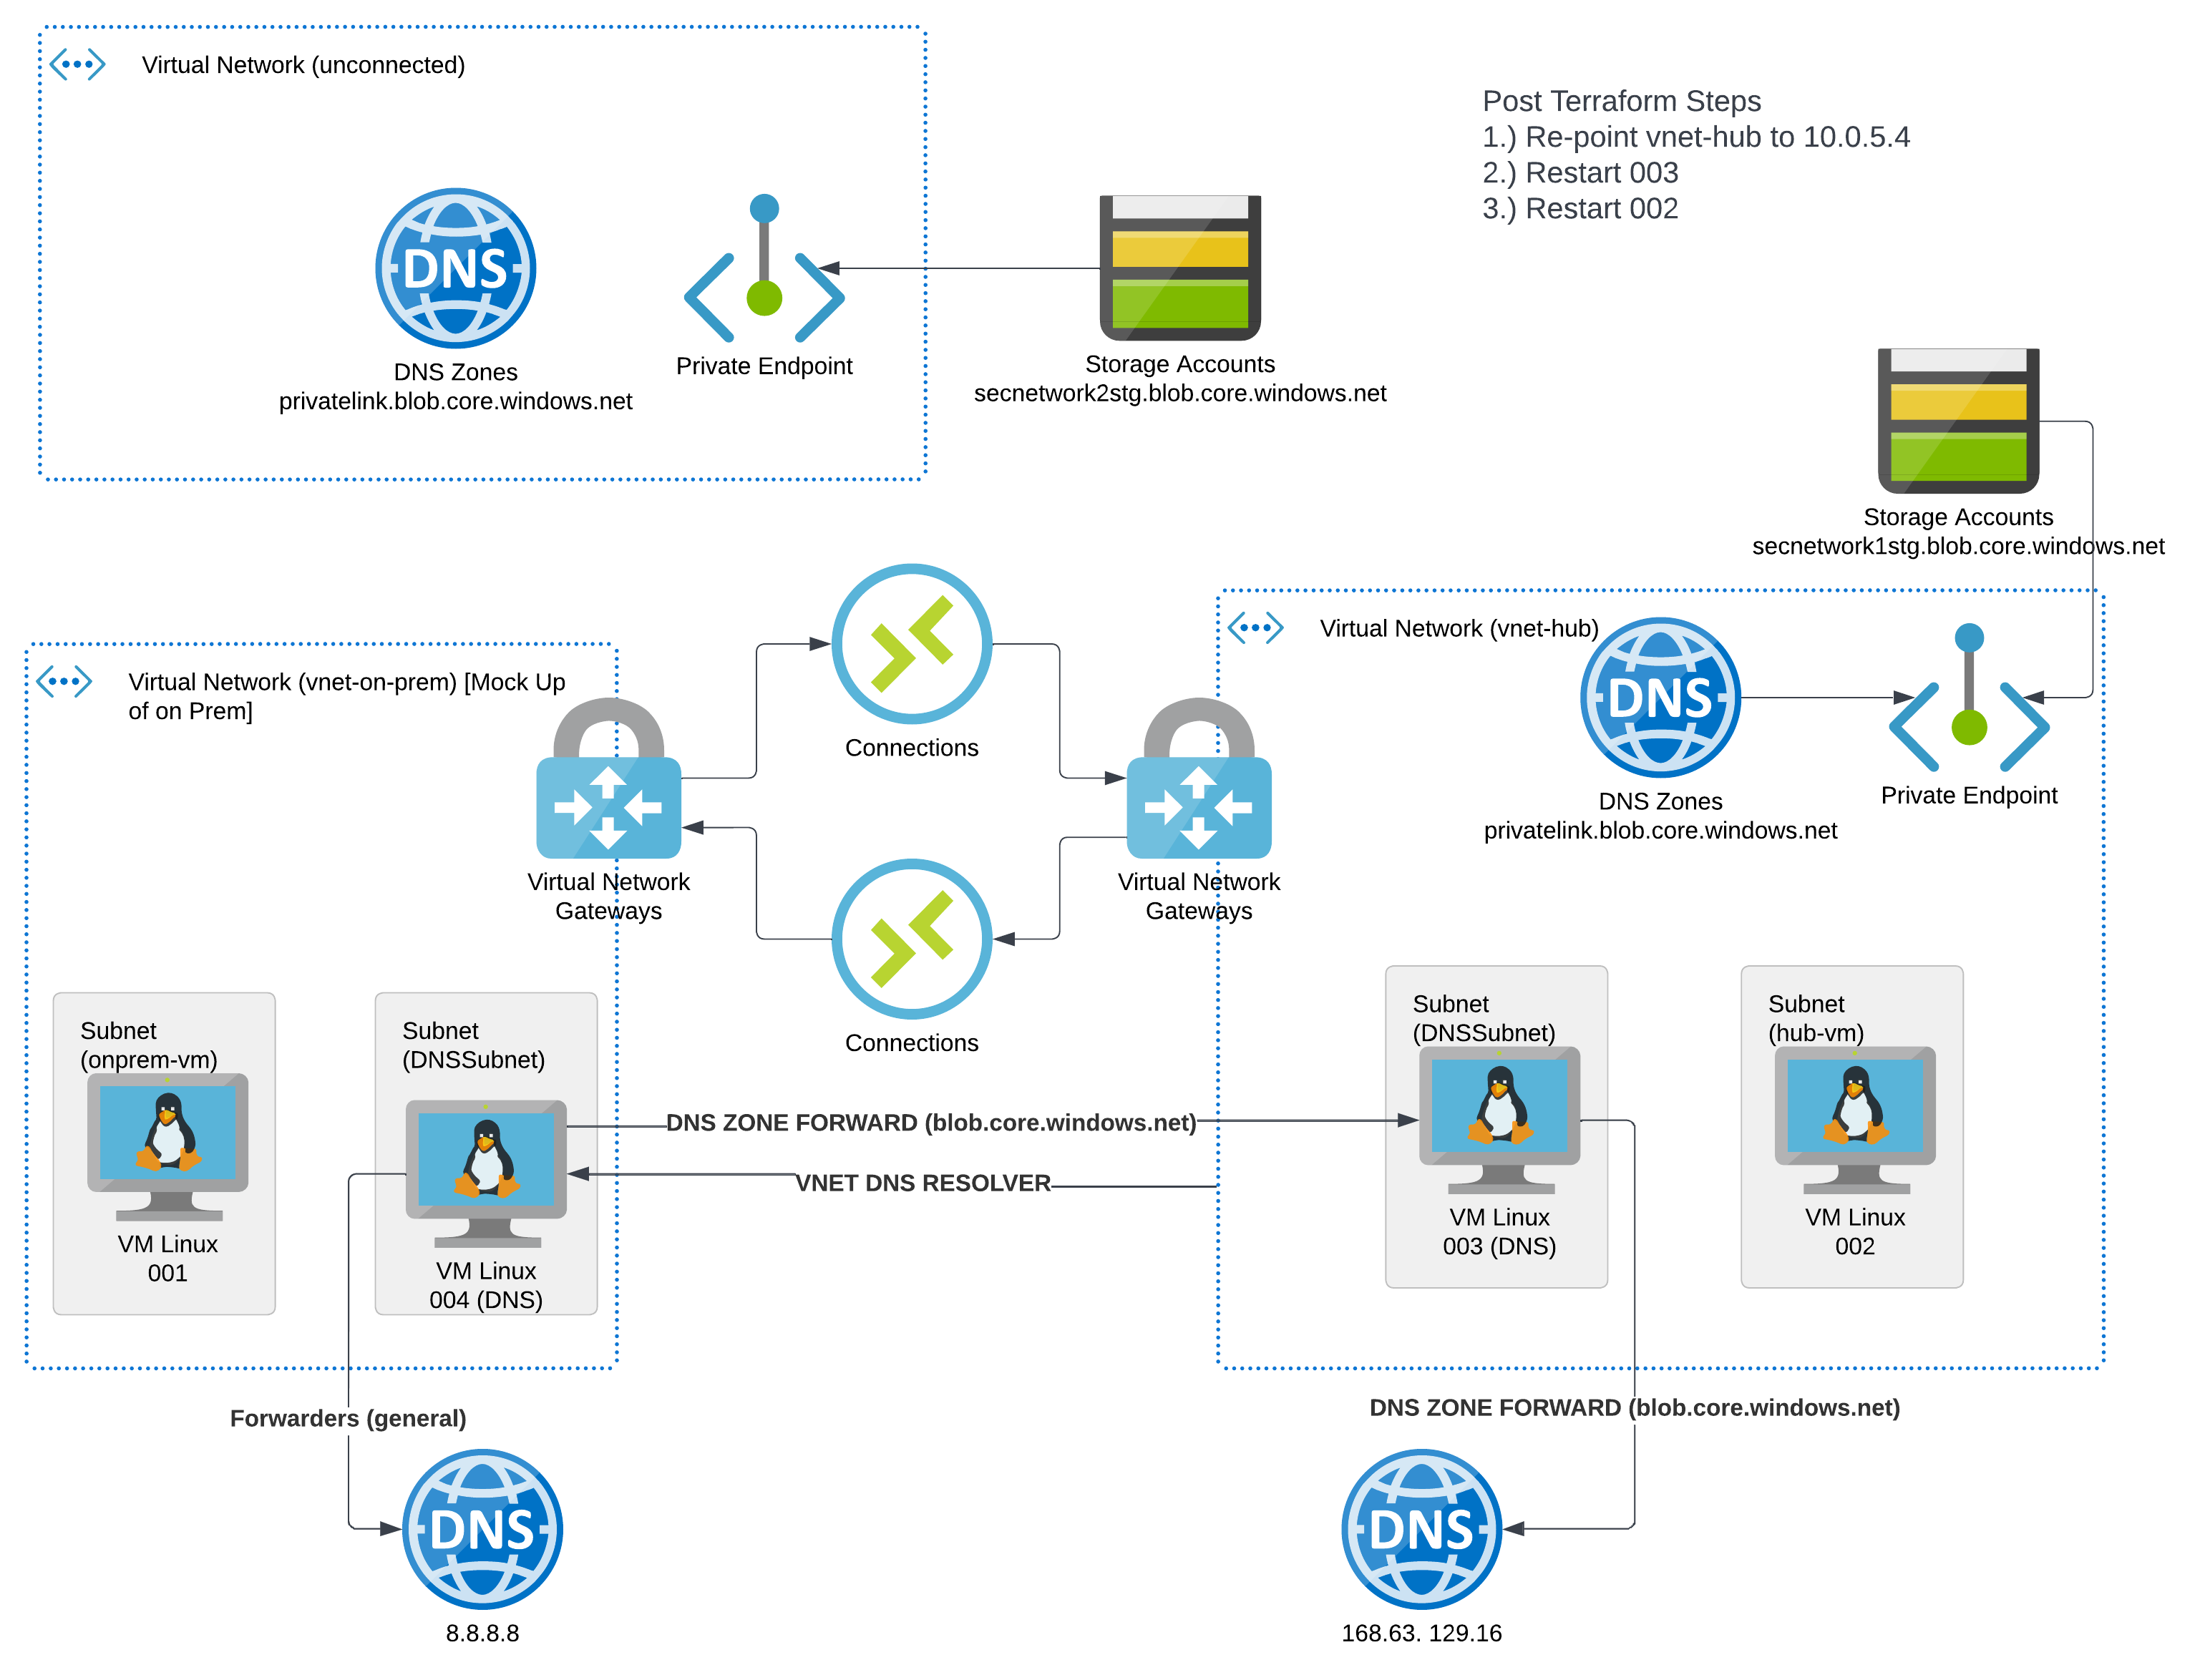 Virtual Network (unconnected)
DNS
DNS Zones
privatelink.blob.core.windows.net
Private Endpoint
Storage Accounts
secnetwork2stg.blob.core.windows.net
Post Terraform Steps
1.) Re-point vnet-hub to 10.0.5.4
2.) Restart 003
3.) Restart 002
Storage Accounts
secnetwork1stg.blob.core.windows.net
Virtual Network (vnet-on-prem) [Mock Up
of on Prem]
Virtual Network
Gateways
Connections
Connections
Virtual Network
Gateways
Virtual Network (vnet-hub)
DNS
DNS Zones
privatelink.blob.core.windows.net
Private Endpoint
Subnet
(onprem-vm)
VM Linux
001
Subnet
(DNSSubnet)
VM Linux
004 (DNS)
DNS ZONE FORWARD (blob.core.windows.net)
VNET DNS RESOLVER
Subnet
(DNSSubnet)
VM Linux
003 (DNS)
Subnet
(hub-vm)
VM Linux
002
Forwarders (general)
DNS
8.8.8.8
DNS ZONE FORWARD (blob.core.windows.net)
DNS
168.63. 129.16